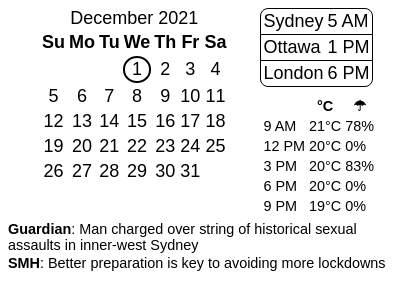 December 2021
Su Mo Tu We Th Fr Sa
1 2 3 4
5 6 7 8 9 10 11
12 13 14 15 16 17 18
19 20 21 22 23 24 25
26 27 28 29 30 31
Sydney 5 AM
Ottawa 1 PM
London 6 PM
°C ☂
9 AM 21°C 78%
12 PM 20°C 0%
3 PM 20°C 83%
6 PM 20°C 0%
9 PM 19°C 0%
Guardian: Man charged over string of historical sexual
assaults in inner-west Sydney
SMH: Better preparation is key to avoiding more lockdowns